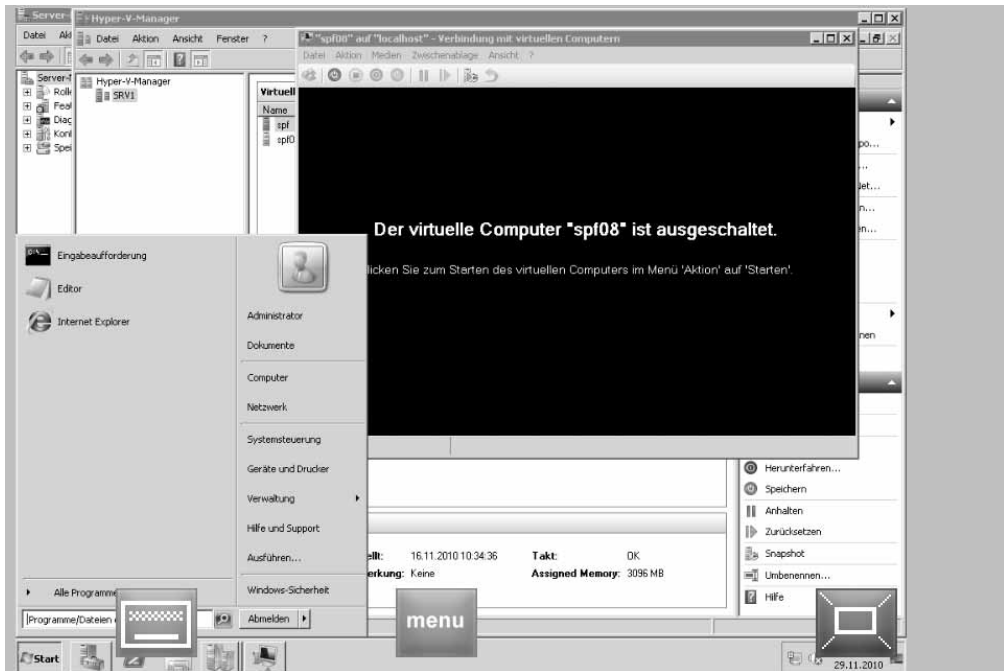 Server-
Hyper-V-Manager
Datei Akt
Datei Aktion Ansicht Fenster ?
"spf08" auf "localhost" - Verbindung mit virtuellen Computern
Datei Aktion Medien Zwischenablage Ansicht ?
Server-
Rolle
Feat
Diag
Konf
Spei
Hyper-V-Manager
SRV1
Virtuell
Name
spf
spf0
Der virtuelle Computer "spf08" ist ausgeschaltet.
licken Sie zum Starten des virtuellen Computers im Menü 'Aktion' auf 'Starten'.
po...
...
let...
n...
en...
nen
Eingabeaufforderung
Editor
Internet Explorer
Alle Programme
Programme/Dateien
Administrator
Dokumente
Computer
Netzwerk
Systemsteuerung
Geräte und Drucker
Verwaltung
Hilfe und Support
Ausführen...
Windows-Sicherheit
Abmelden
ellt: 16.11.2010 10:34:36 Takt: OK
erkung: Keine Assigned Memory: 3096 MB
Herunterfahren...
Speichern
Anhalten
Zurücksetzen
Snapshot
Umbenennen...
Hilfe
menu
Start
29.11.2010